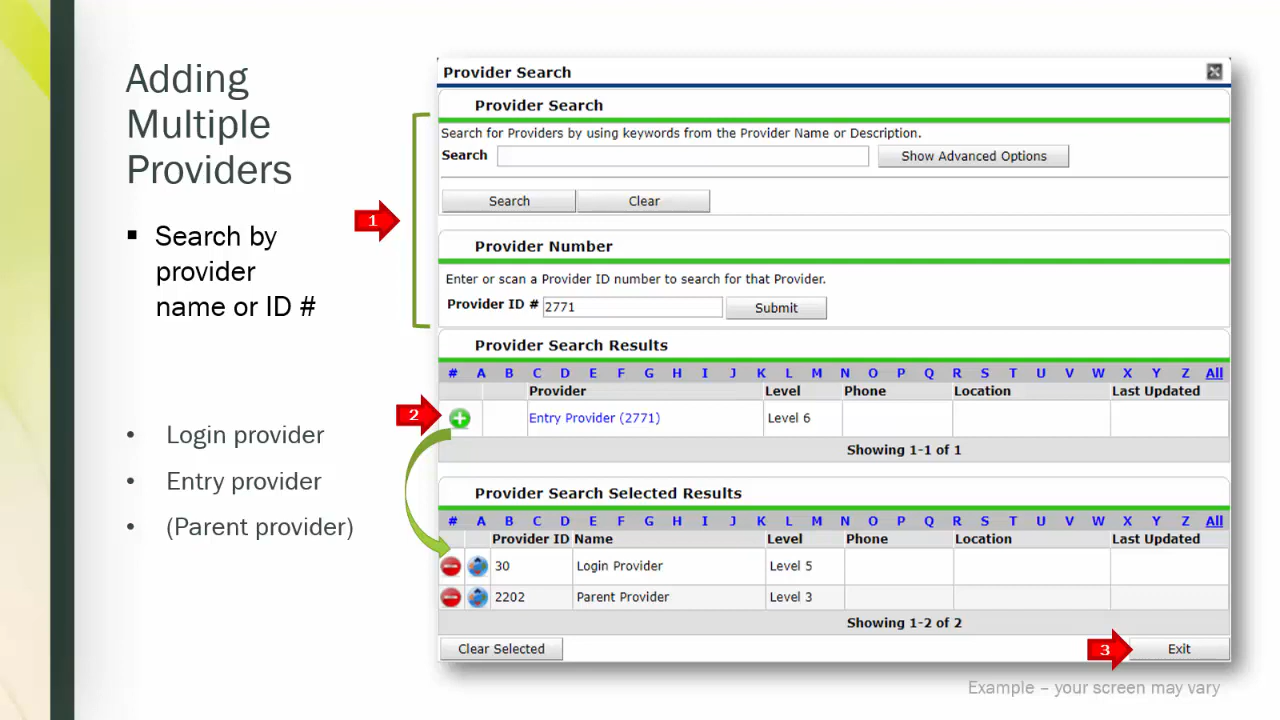 Adding
Multiple
Providers
▪ Search by
provider
name or ID #
• Login provider
• Entry provider
• (Parent provider)
Provider Search
Provider Search
Search for Providers by using keywords from the Provider Name or Description.
Search Show Advanced Options
Search Clear
1
Provider Number
Enter or scan a Provider ID number to search for that Provider.
Provider ID # 2771 Submit
Provider Search Results
# A B C D E F G H I J K L M N O P Q R S T U V W X Y Z All
Provider Level Phone Location Last Updated
2 Entry Provider (2771) Level 6
Showing 1-1 of 1
Provider Search Selected Results
# A B C D E F G H I J K L M N O P Q R S T U V W X Y Z All
Provider ID Name Level Phone Location Last Updated
30 Login Provider Level 5
2202 Parent Provider Level 3
Showing 1-2 of 2
Clear Selected 3 Exit
Example – your screen may vary